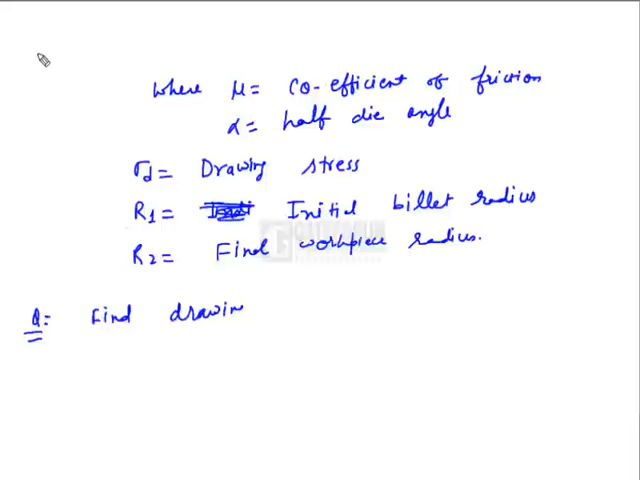 where μ = co-efficient of friction
α = half die angle
σd = Drawing stress
R1 = Initial billet radius
R2 = Final workpiece radius.
Q= Find drawin